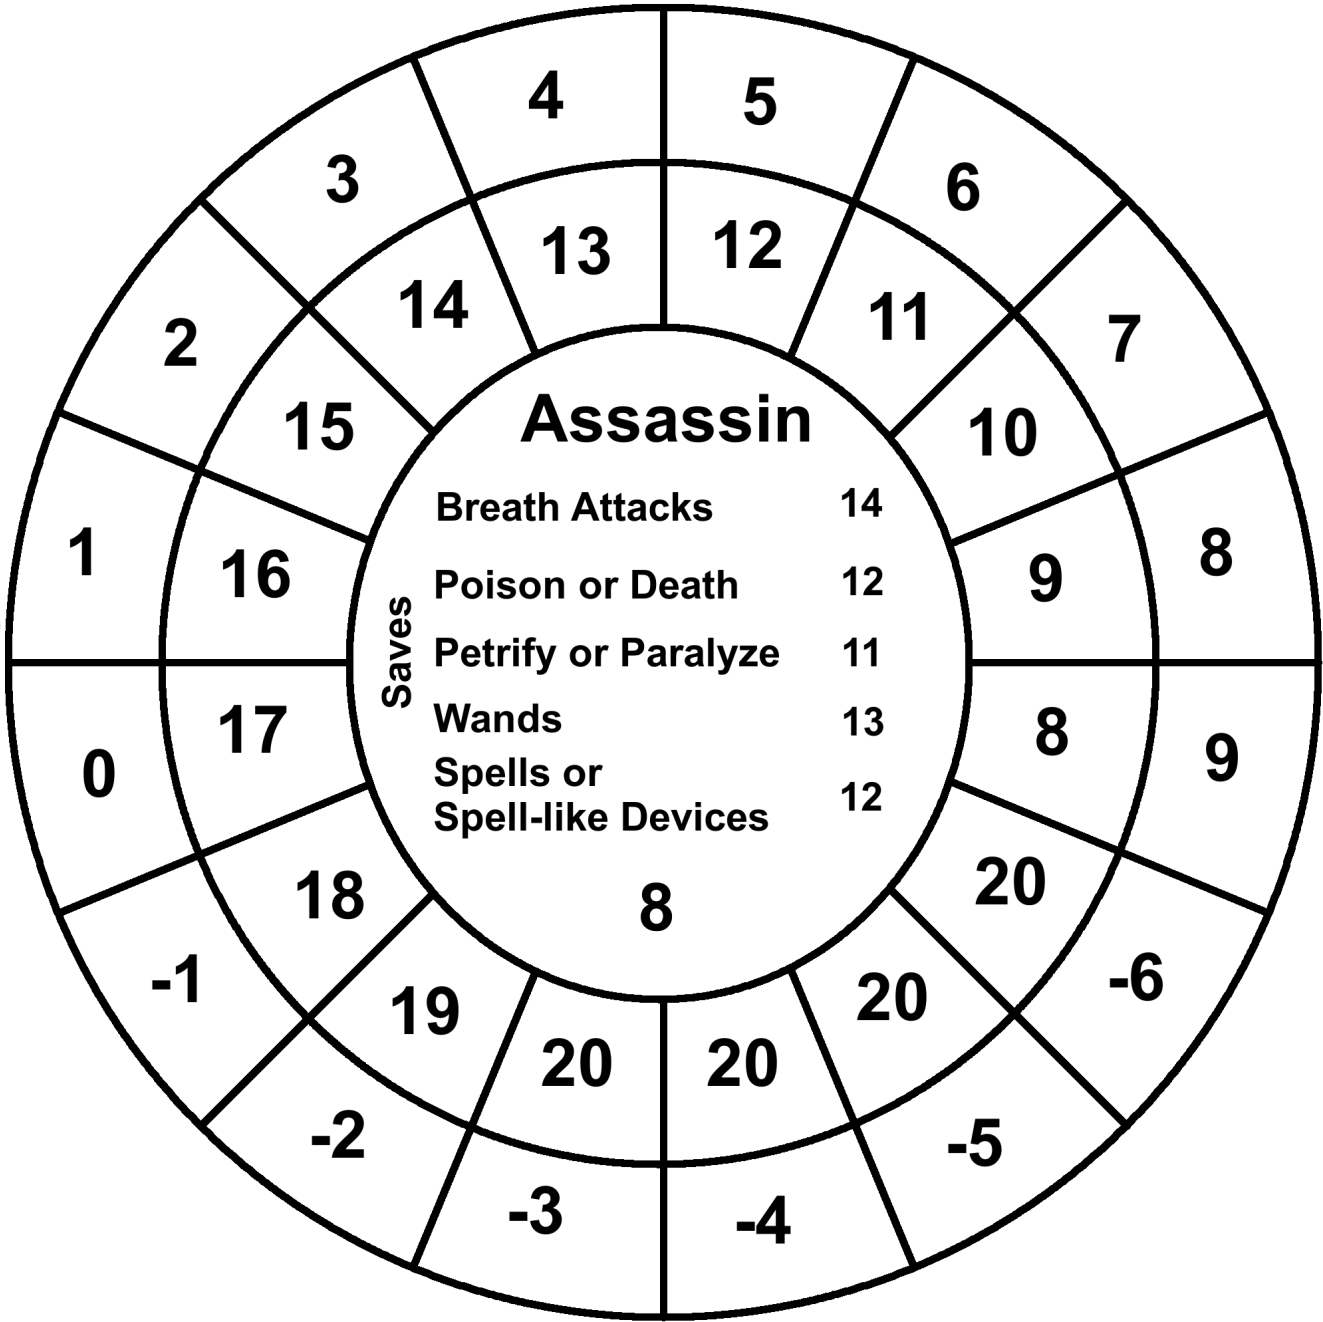 4 5
3 6
13 12
2 14 11 7
15 10
Assassin
1 16 9 8
Breath Attacks 14
Poison or Death 12
Saves
Petrify or Paralyze 11
Wands 13
Spells or
Spell-like Devices 12
0 17 8 9
18 20
8
-1 19 20 -6
20 20
-2 -5
-3 -4